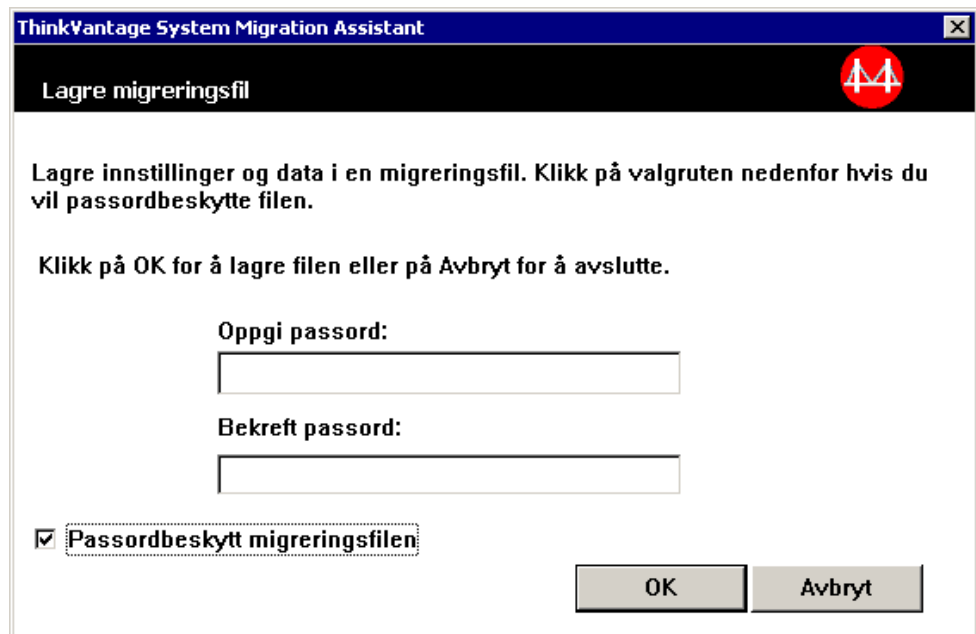 ThinkVantage System Migration Assistant
Lagre migreringsfil
Lagre innstillinger og data i en migreringsfil. Klikk på valgruten nedenfor hvis du
vil passordbeskytte filen.
Klikk på OK for å lagre filen eller på Avbryt for å avslutte.
Oppgi passord:
Bekreft passord:
Passordbeskytt migreringsfilen
OK
Avbryt